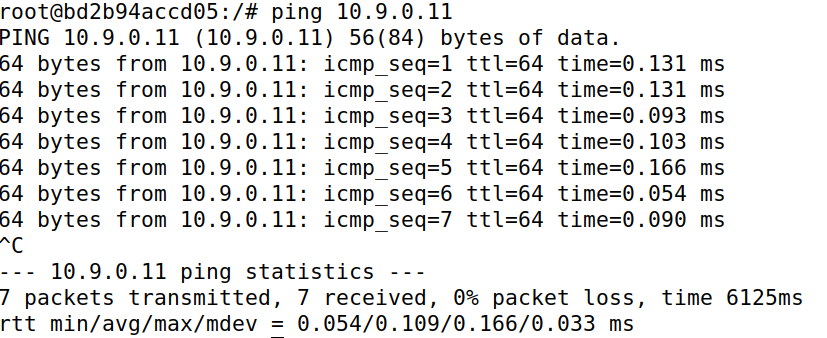 root@bd2b94accd05:/# ping 10.9.0.11
PING 10.9.0.11 (10.9.0.11) 56(84) bytes of data.
64 bytes from 10.9.0.11: icmp_seq=1 ttl=64 time=0.131 ms
64 bytes from 10.9.0.11: icmp_seq=2 ttl=64 time=0.131 ms
64 bytes from 10.9.0.11: icmp_seq=3 ttl=64 time=0.093 ms
64 bytes from 10.9.0.11: icmp_seq=4 ttl=64 time=0.103 ms
64 bytes from 10.9.0.11: icmp_seq=5 ttl=64 time=0.166 ms
64 bytes from 10.9.0.11: icmp_seq=6 ttl=64 time=0.054 ms
64 bytes from 10.9.0.11: icmp_seq=7 ttl=64 time=0.090 ms
^C
--- 10.9.0.11 ping statistics ---
7 packets transmitted, 7 received, 0% packet loss, time 6125ms
rtt min/avg/max/mdev = 0.054/0.109/0.166/0.033 ms